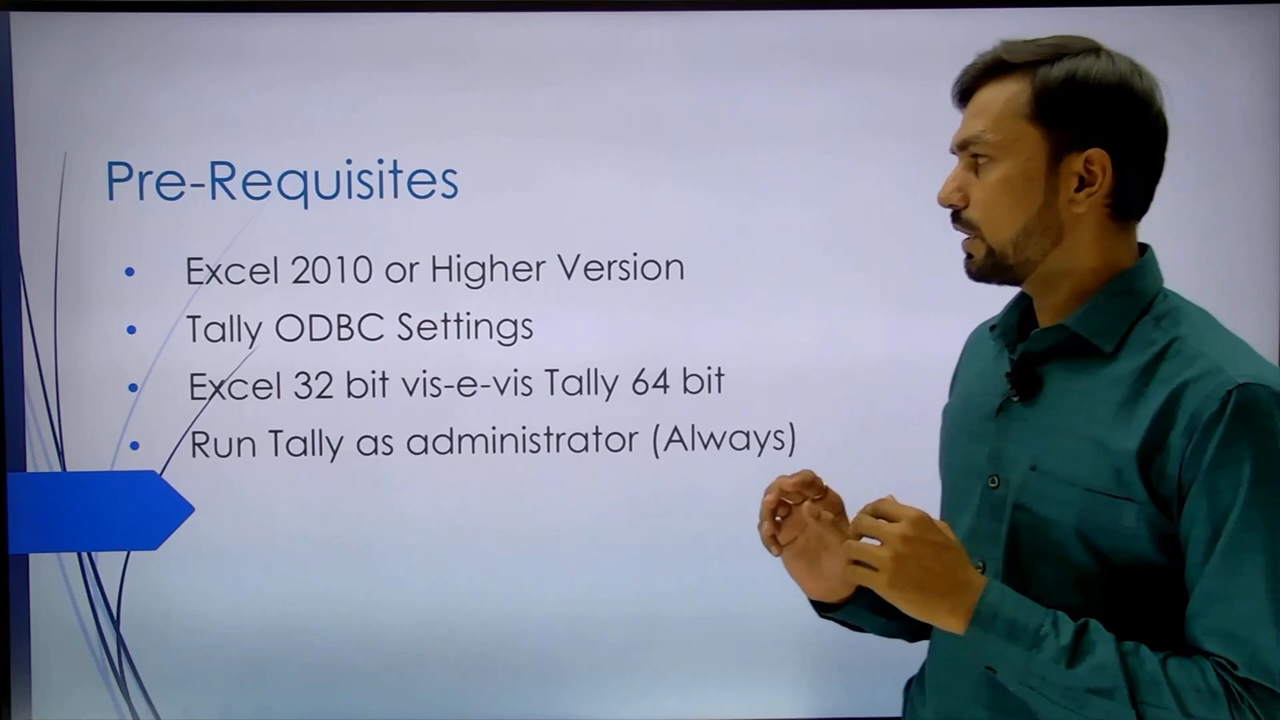 Pre-Requisites
• Excel 2010 or Higher Version
• Tally ODBC Settings
• Excel 32 bit vis-e-vis Tally 64 bit
• Run Tally as administrator (Always)